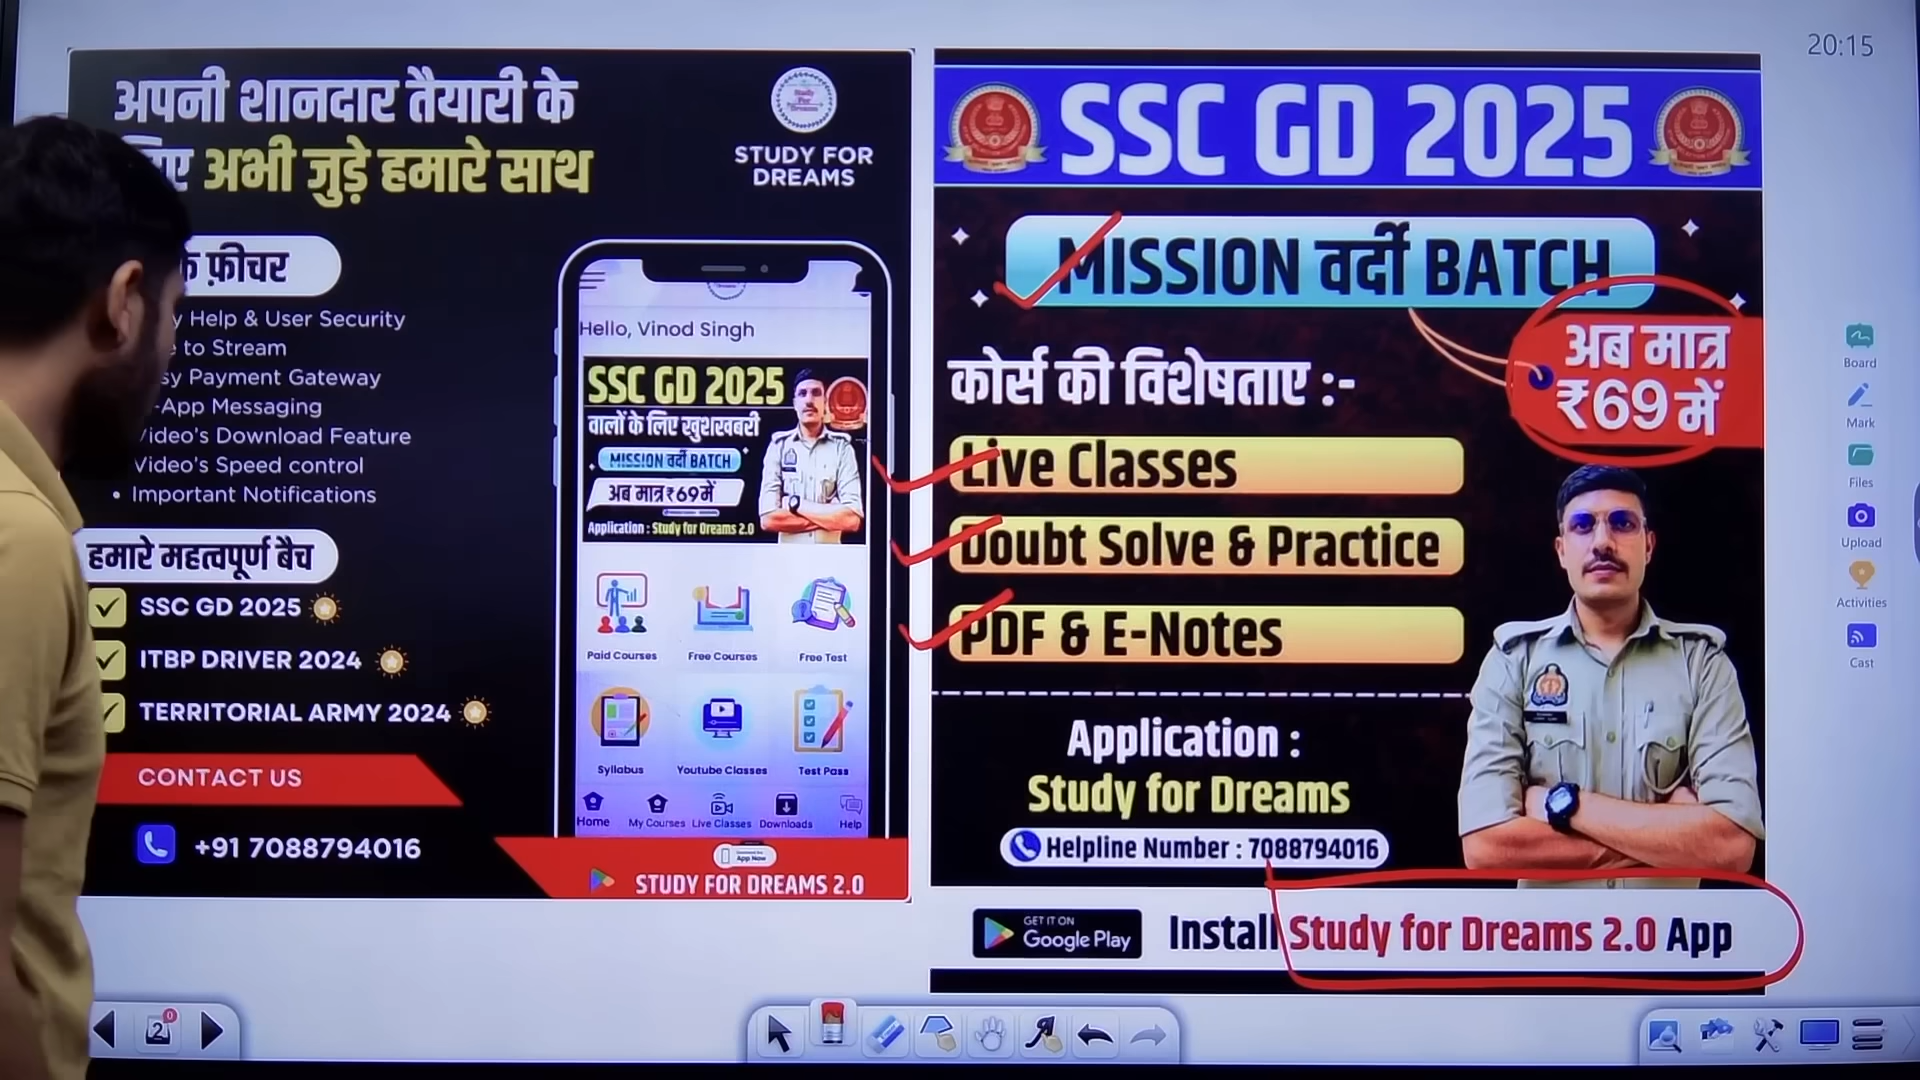 20:15
अपनी शानदार तैयारी के
अभी जुड़े हमारे साथ
STUDY FOR
DREAMS
फ़ीचर
Help & User Security
to Stream
Payment Gateway
-App Messaging
Video's Download Feature
Video's Speed control
• Important Notifications
हमारे महत्वपूर्ण बैच
SSC GD 2025
ITBP DRIVER 2024
TERRITORIAL ARMY 2024
CONTACT US
+91 7088794016
Hello, Vinod Singh
SSC GD 2025
वालों के लिए खुशखबरी
MISSION वर्दी BATCH
अब मात्र ₹69 में
Application : Study for Dreams 2.0
Paid Courses
Free Courses
Free Test
Syllabus
Youtube Classes
Test Pass
Home
My Courses
Live Classes
Downloads
Help
App Now
STUDY FOR DREAMS 2.0
SSC GD 2025
MISSION वर्दी BATCH
अब मात्र
₹69 में
कोर्स की विशेषताए :-
Live Classes
Doubt Solve & Practice
PDF & E-Notes
Application :
Study for Dreams
Helpline Number : 7088794016
GET IT ON
Google Play
Install Study for Dreams 2.0 App
Board
Mark
Files
Upload
Activities
Cast
2
0